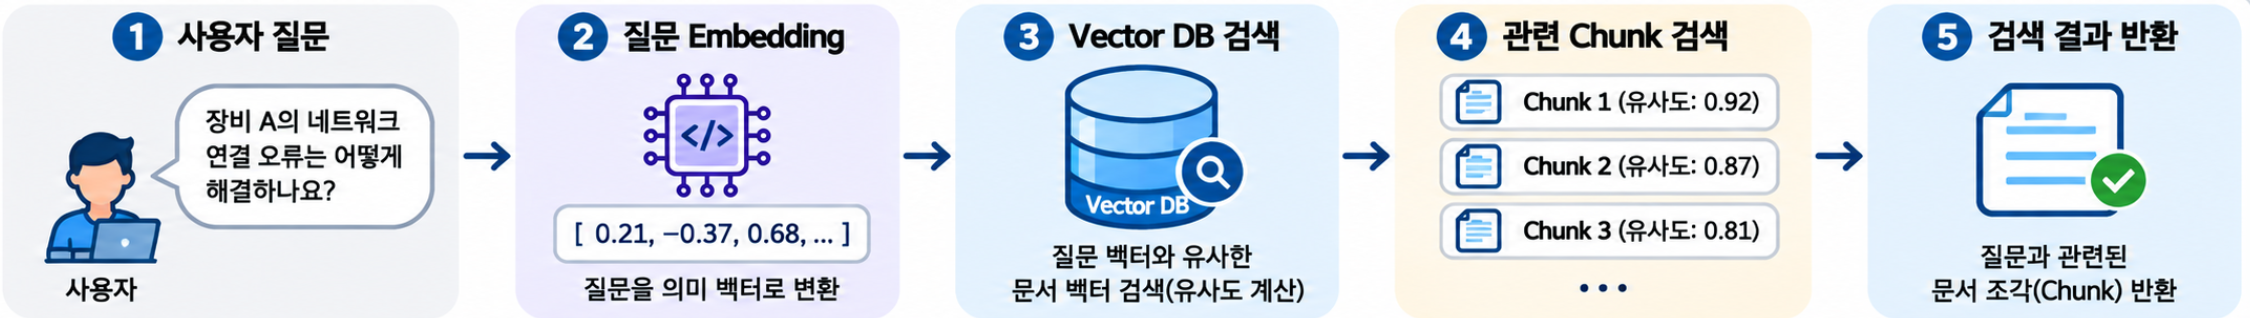 1 사용자 질문
장비 A의 네트워크
연결 오류는 어떻게
해결하나요?
사용자
2 질문 Embedding
</>
[ 0.21, −0.37, 0.68, ... ]
질문을 의미 벡터로 변환
3 Vector DB 검색
Vector DB
질문 벡터와 유사한
문서 벡터 검색(유사도 계산)
4 관련 Chunk 검색
Chunk 1 (유사도: 0.92)
Chunk 2 (유사도: 0.87)
Chunk 3 (유사도: 0.81)
• • •
5 검색 결과 반환
질문과 관련된
문서 조각(Chunk) 반환